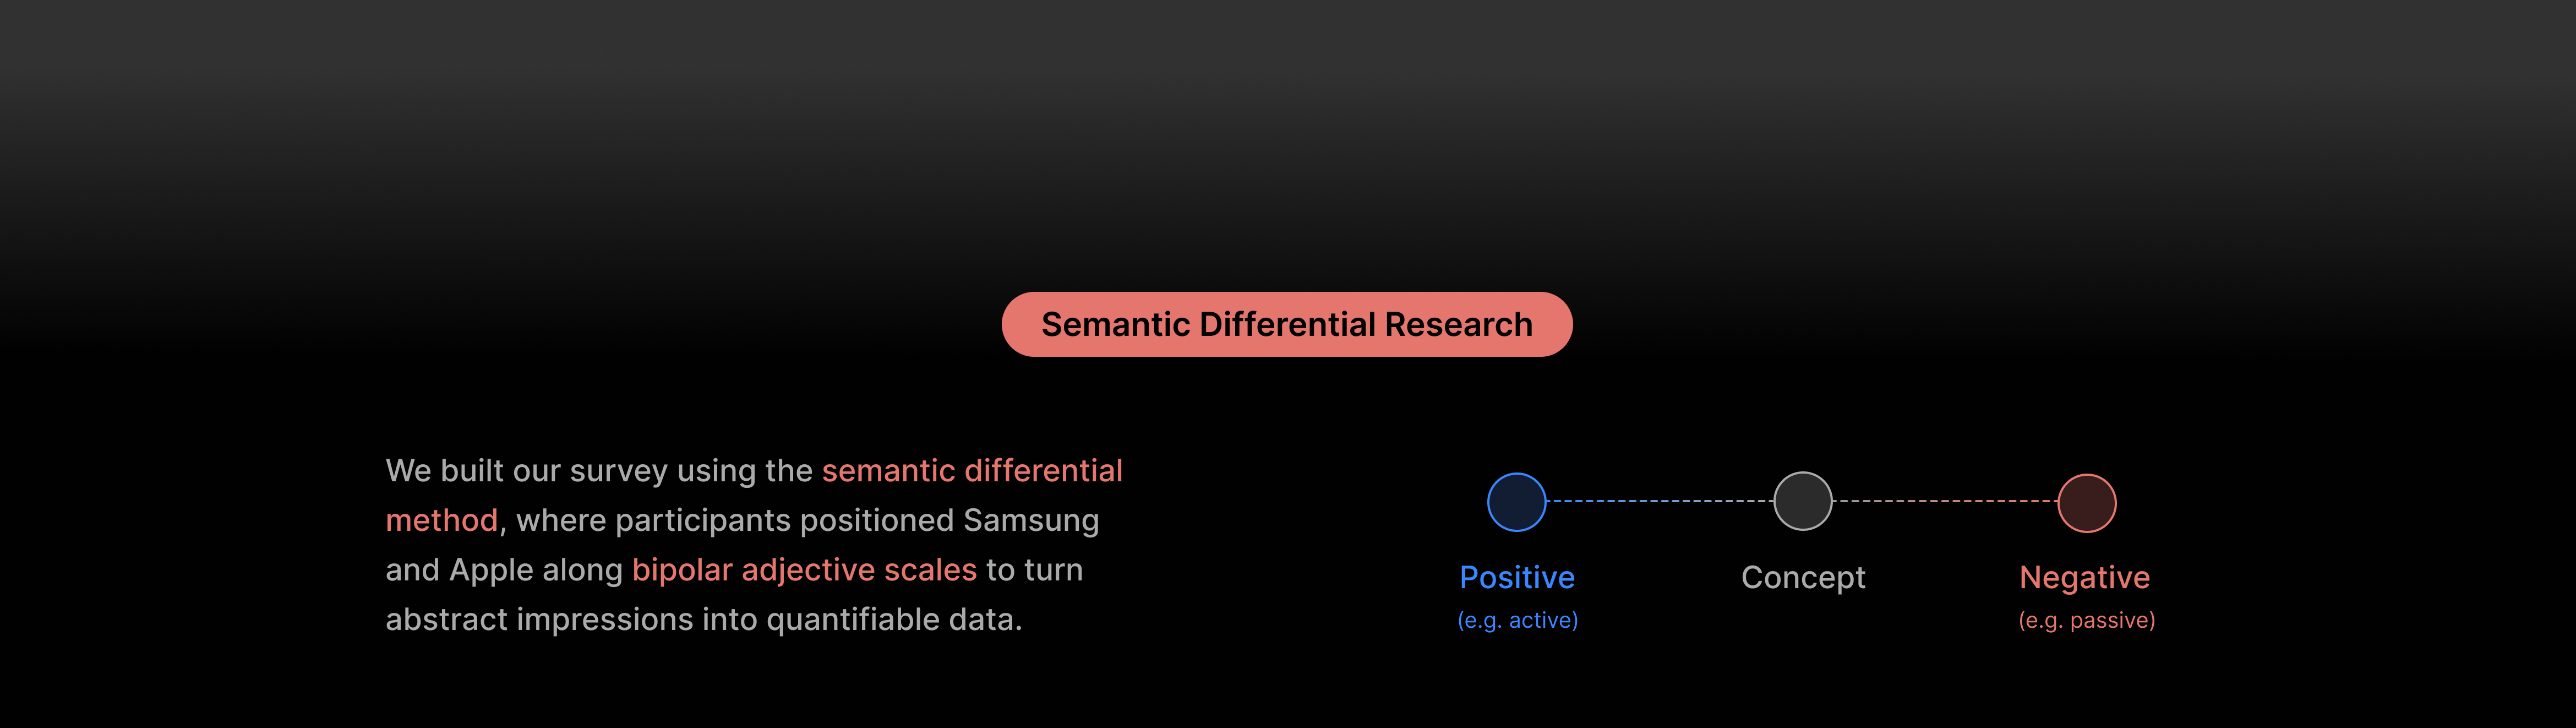 Semantic Differential Research
We built our survey using the semantic differential
method, where participants positioned Samsung
and Apple along bipolar adjective scales to turn
abstract impressions into quantifiable data.
Positive
(e.g. active)
Concept
Negative
(e.g. passive)